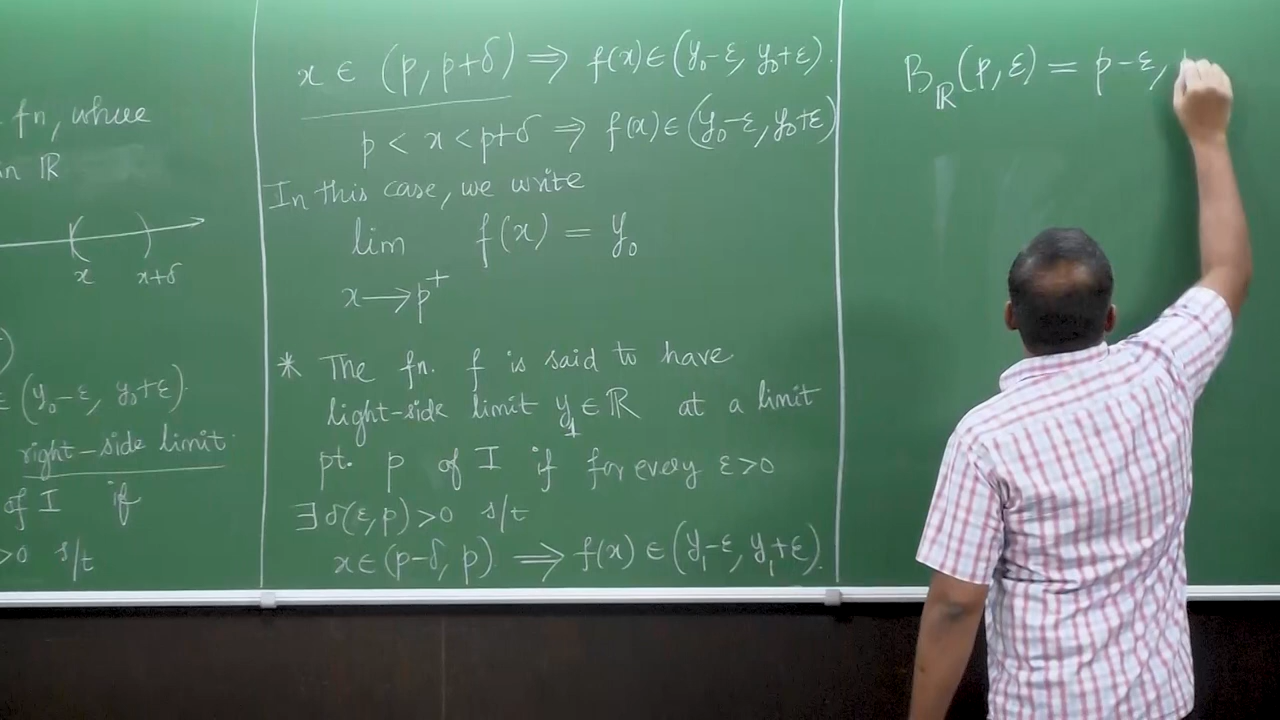 fn, where
in ℝ
x x+δ
)
∈ (y₀-ε, y₀+ε).
right-side limit.
of I if
>0 s/t
x ∈ (p, p+δ) ⇒ f(x)∈(y₀-ε, y₀+ε).
p < x < p+δ ⇒ f(x)∈(y₀-ε, y₀+ε)
In this case, we write
lim f(x) = y₀
x→p⁺
* The fn. f is said to have
light-side limit y₁∈ℝ at a limit
pt. p of I if for every ε>0
∃ δ(ε,p)>0 s/t
x∈(p-δ, p) ⇒ f(x)∈(y₁-ε, y₁+ε).
B_ℝ(p, ε) = p-ε,